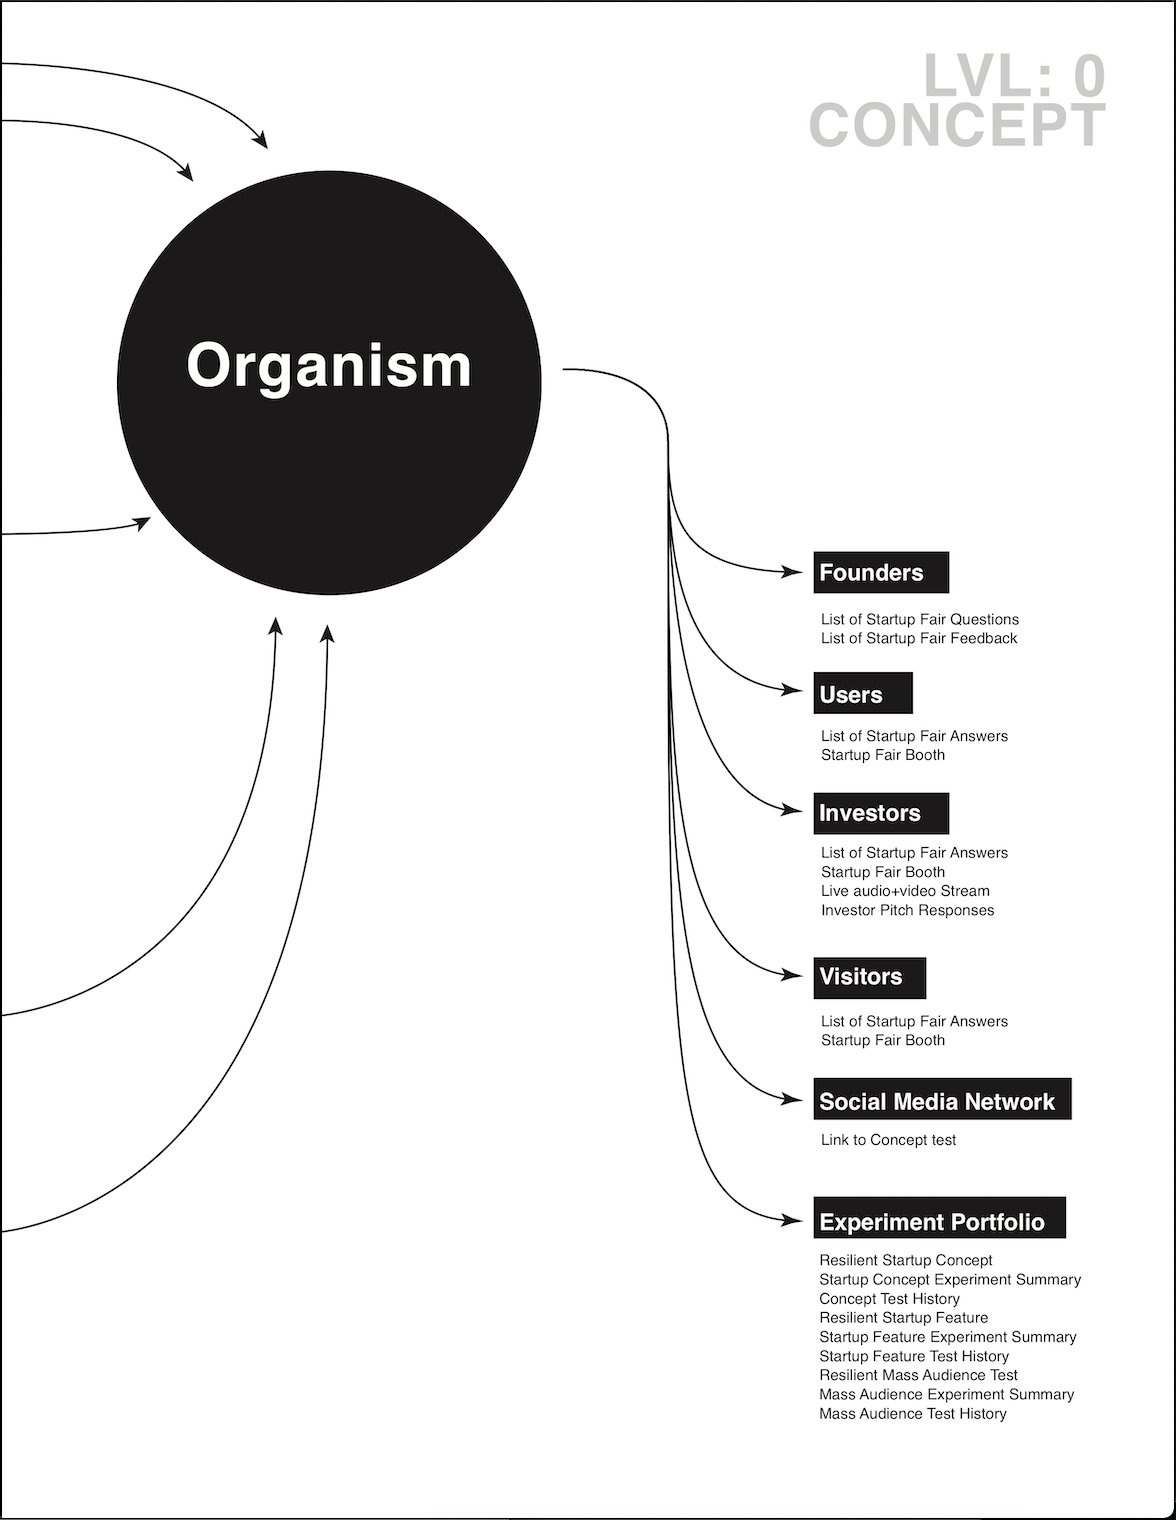 LVL: 0
CONCEPT
Organism
Founders
List of Startup Fair Questions
List of Startup Fair Feedback
Users
List of Startup Fair Answers
Startup Fair Booth
Investors
List of Startup Fair Answers
Startup Fair Booth
Live audio+video Stream
Investor Pitch Responses
Visitors
List of Startup Fair Answers
Startup Fair Booth
Social Media Network
Link to Concept test
Experiment Portfolio
Resilient Startup Concept
Startup Concept Experiment Summary
Concept Test History
Resilient Startup Feature
Startup Feature Experiment Summary
Startup Feature Test History
Resilient Mass Audience Test
Mass Audience Experiment Summary
Mass Audience Test History